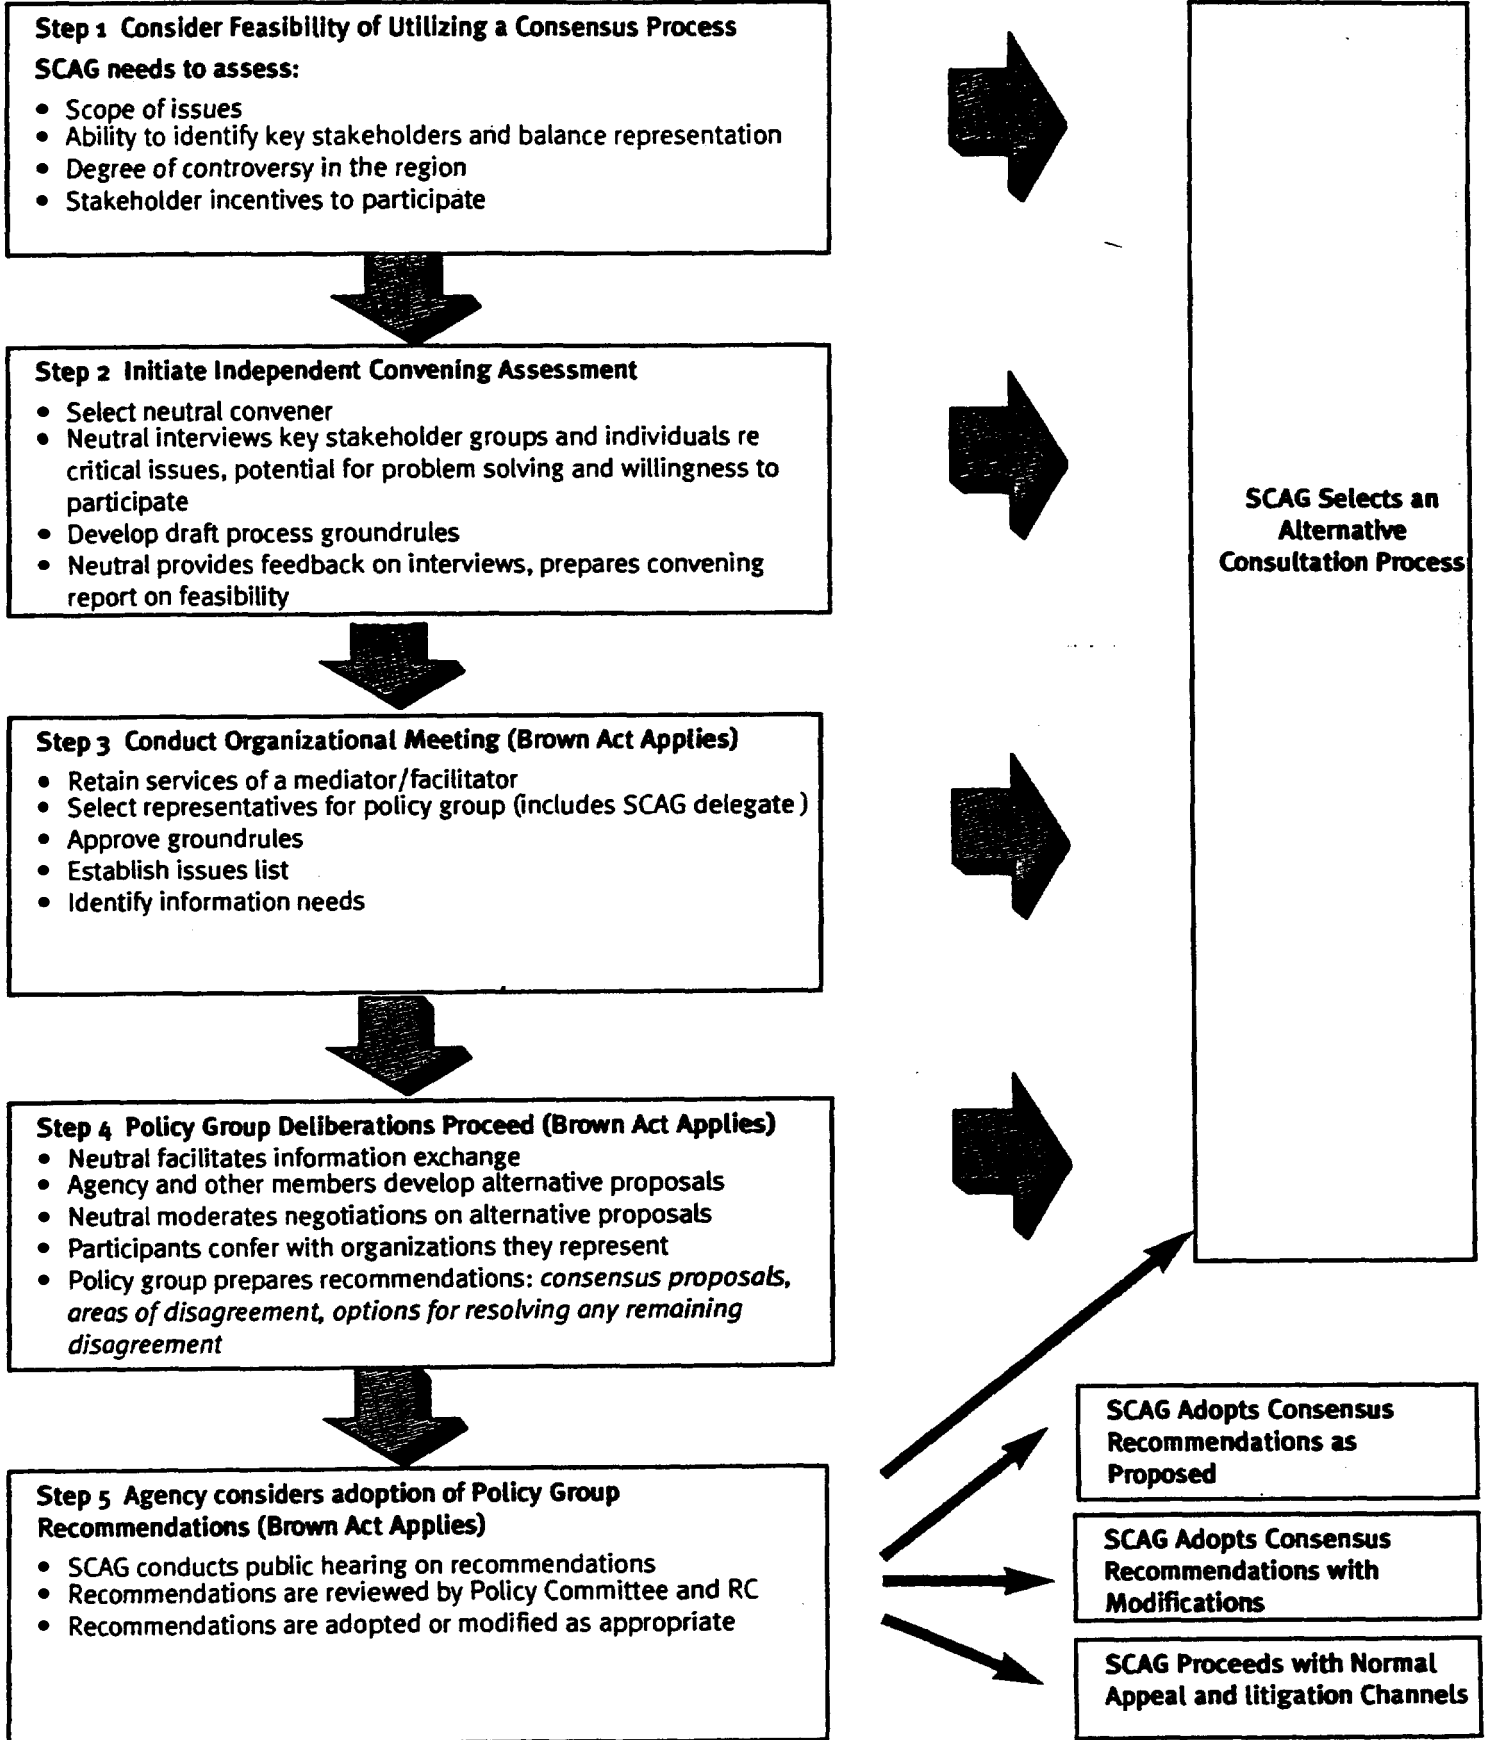 Step 1 Consider Feasibility of Utilizing a Consensus Process
SCAG needs to assess:
• Scope of issues
• Ability to identify key stakeholders and balance representation
• Degree of controversy in the region
• Stakeholder incentives to participate
Step 2 Initiate Independent Convening Assessment
• Select neutral convener
• Neutral interviews key stakeholder groups and individuals re
critical issues, potential for problem solving and willingness to
participate
• Develop draft process groundrules
• Neutral provides feedback on interviews, prepares convening
report on feasibility
SCAG Selects an
Alternative
Consultation Process
Step 3 Conduct Organizational Meeting (Brown Act Applies)
• Retain services of a mediator/facilitator
• Select representatives for policy group (includes SCAG delegate)
• Approve groundrules
• Establish issues list
• Identify information needs
Step 4 Policy Group Deliberations Proceed (Brown Act Applies)
• Neutral facilitates information exchange
• Agency and other members develop alternative proposals
• Neutral moderates negotiations on alternative proposals
• Participants confer with organizations they represent
• Policy group prepares recommendations: consensus proposals,
areas of disagreement, options for resolving any remaining
disagreement
Step 5 Agency considers adoption of Policy Group
Recommendations (Brown Act Applies)
• SCAG conducts public hearing on recommendations
• Recommendations are reviewed by Policy Committee and RC
• Recommendations are adopted or modified as appropriate
SCAG Adopts Consensus
Recommendations as
Proposed
SCAG Adopts Consensus
Recommendations with
Modifications
SCAG Proceeds with Normal
Appeal and litigation Channels